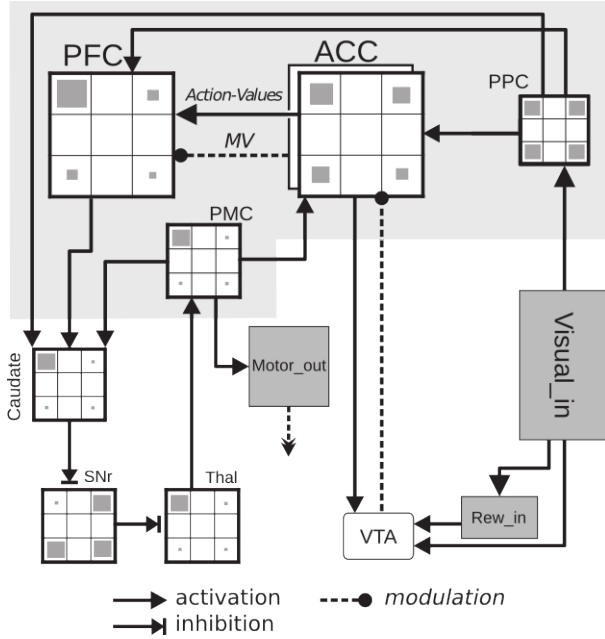 PFC
ACC
PPC
Action-Values
MV
PMC
Caudate
Motor_out
Visual_in
SNr
Thal
VTA
Rew_in
activation
modulation
inhibition